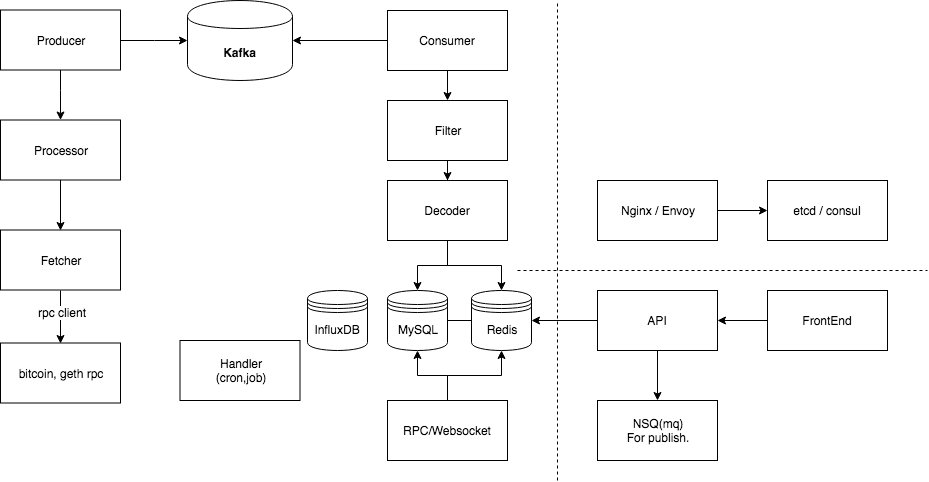 Producer
Kafka
Consumer
Processor
Filter
Decoder
Nginx / Envoy
etcd / consul
Fetcher
rpc client
InfluxDB
MySQL
Redis
API
FrontEnd
bitcoin, geth rpc
Handler
(cron,job)
RPC/Websocket
NSQ(mq)
For publish.